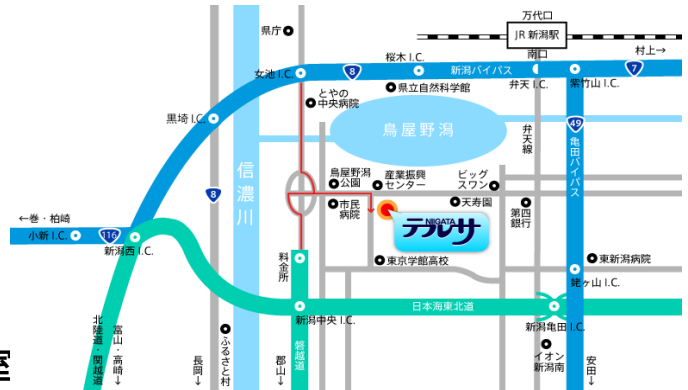 万代口
JR 新潟駅
南口
村上→
県庁
桜木 I.C.
女池 I.C.
8
新潟バイパス
7
弁天 I.C.
紫竹山 I.C.
県立自然科学館
とやの
中央病院
黒埼 I.C.
鳥屋野潟
弁天線
49
亀田バイパス
信濃川
8
鳥屋野潟
公園
産業振興
センター
ビッグ
スワン
市民
病院
天寿園
第四
銀行
NIIGATA
テルサ
←巻・柏崎
小新 I.C.
116
新潟西 I.C.
料金所
東京学館高校
東新潟病院
姥ヶ山 I.C.
日本海東北道
新潟中央 I.C.
新潟亀田 I.C.
北陸道・関越道
富山・高崎→
長岡→
ふるさと村
郡山→
磐越道
イオン
新潟南
安田→